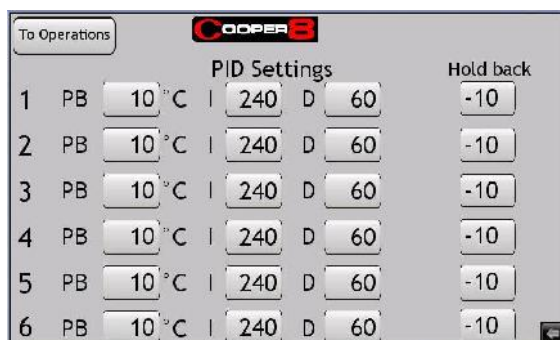 To Operations
COOPER8
PID Settings Hold back
1 PB 10 °C I 240 D 60 -10
2 PB 10 °C I 240 D 60 -10
3 PB 10 °C I 240 D 60 -10
4 PB 10 °C I 240 D 60 -10
5 PB 10 °C I 240 D 60 -10
6 PB 10 °C I 240 D 60 -10